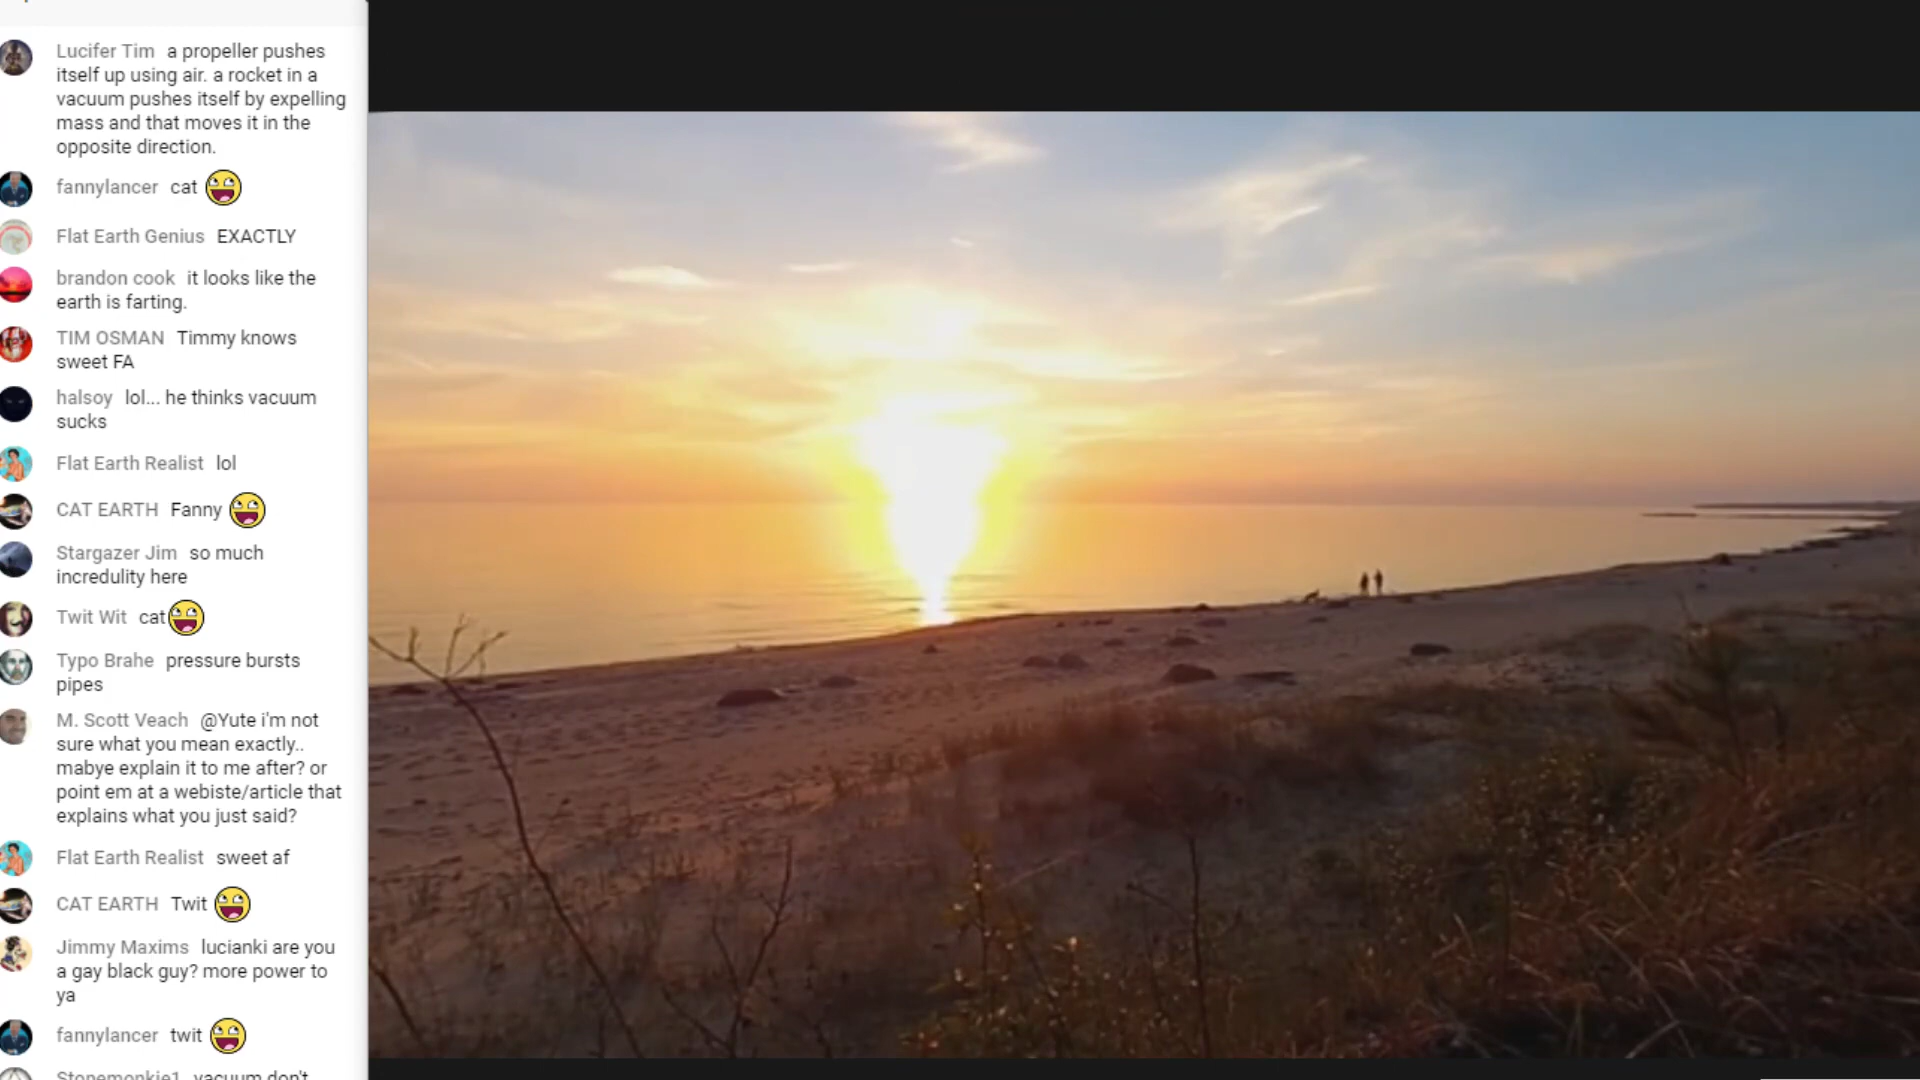 Lucifer Tim a propeller pushes
itself up using air. a rocket in a
vacuum pushes itself by expelling
mass and that moves it in the
opposite direction.
fannylancer cat
Flat Earth Genius EXACTLY
brandon cook it looks like the
earth is farting.
TIM OSMAN Timmy knows
sweet FA
halsoy lol... he thinks vacuum
sucks
Flat Earth Realist lol
CAT EARTH Fanny
Stargazer Jim so much
incredulity here
Twit Wit cat
Typo Brahe pressure bursts
pipes
M. Scott Veach @Yute i'm not
sure what you mean exactly..
mabye explain it to me after? or
point em at a webiste/article that
explains what you just said?
Flat Earth Realist sweet af
CAT EARTH Twit
Jimmy Maxims lucianki are you
a gay black guy? more power to
ya
fannylancer twit
Stonemonkie1 vacuum don't